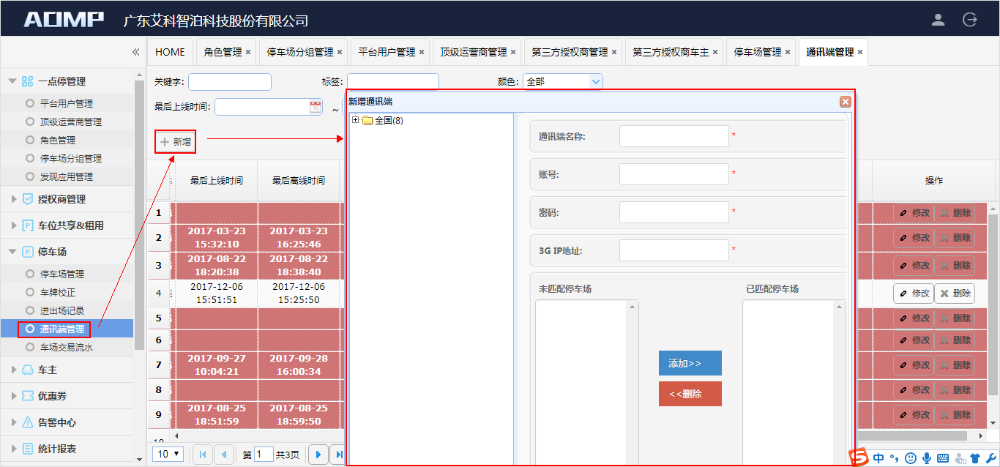 AOMP 广东艾科智泊科技股份有限公司
« HOME 角色管理 × 停车场分组管理 × 平台用户管理 × 顶级运营商管理 × 第三方授权商管理 × 第三方授权商车主 × 停车场管理 × 通讯端管理 ×
一点停管理
平台用户管理
顶级运营商管理
角色管理
停车场分组管理
发现应用管理
授权商管理
车位共享&租用
停车场
停车场管理
车牌校正
进出场记录
通讯端管理
车场交易流水
车主
优惠券
告警中心
统计报表
关键字: 标签: 颜色: 全部
最后上线时间: ~
新增
最后上线时间 最后离线时间 操作
1 修改 删除
2 2017-03-23 15:32:10 2017-03-23 16:25:46 修改 删除
3 2017-08-22 18:20:38 2017-08-22 18:38:40 修改 删除
4 2017-12-06 15:51:51 2017-12-06 15:25:50 修改 删除
5 修改 删除
6 修改 删除
7 2017-09-27 10:04:21 2017-09-28 16:00:34 修改 删除
8 修改 删除
9 2017-08-25 18:51:59 2017-08-25 18:59:50 修改 删除
10
10 第 1 共3页
新增通讯端
全国(8)
通讯端名称: *
账号: *
密码: *
3G IP地址: *
未匹配停车场 已匹配停车场
添加>>
<<删除
S 中